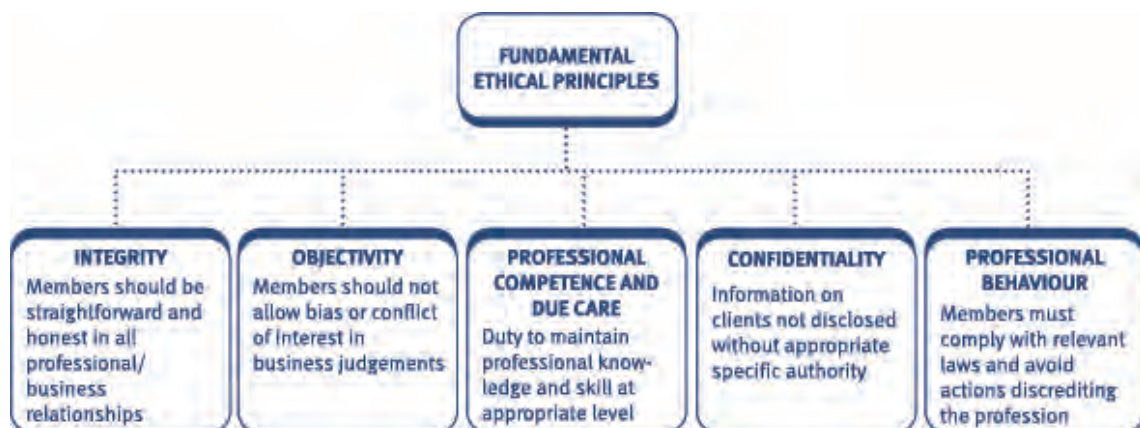 FUNDAMENTAL
ETHICAL PRINCIPLES
INTEGRITY
Members should be
straightforward and
honest in all
professional/
business
relationships
OBJECTIVITY
Members should not
allow bias or conflict
of interest in
business judgements
PROFESSIONAL
COMPETENCE AND
DUE CARE
Duty to maintain
professional know-
ledge and skill at
appropriate level
CONFIDENTIALITY
Information on
clients not disclosed
without appropriate
specific authority
PROFESSIONAL
BEHAVIOUR
Members must
comply with relevant
laws and avoid
actions discrediting
the profession